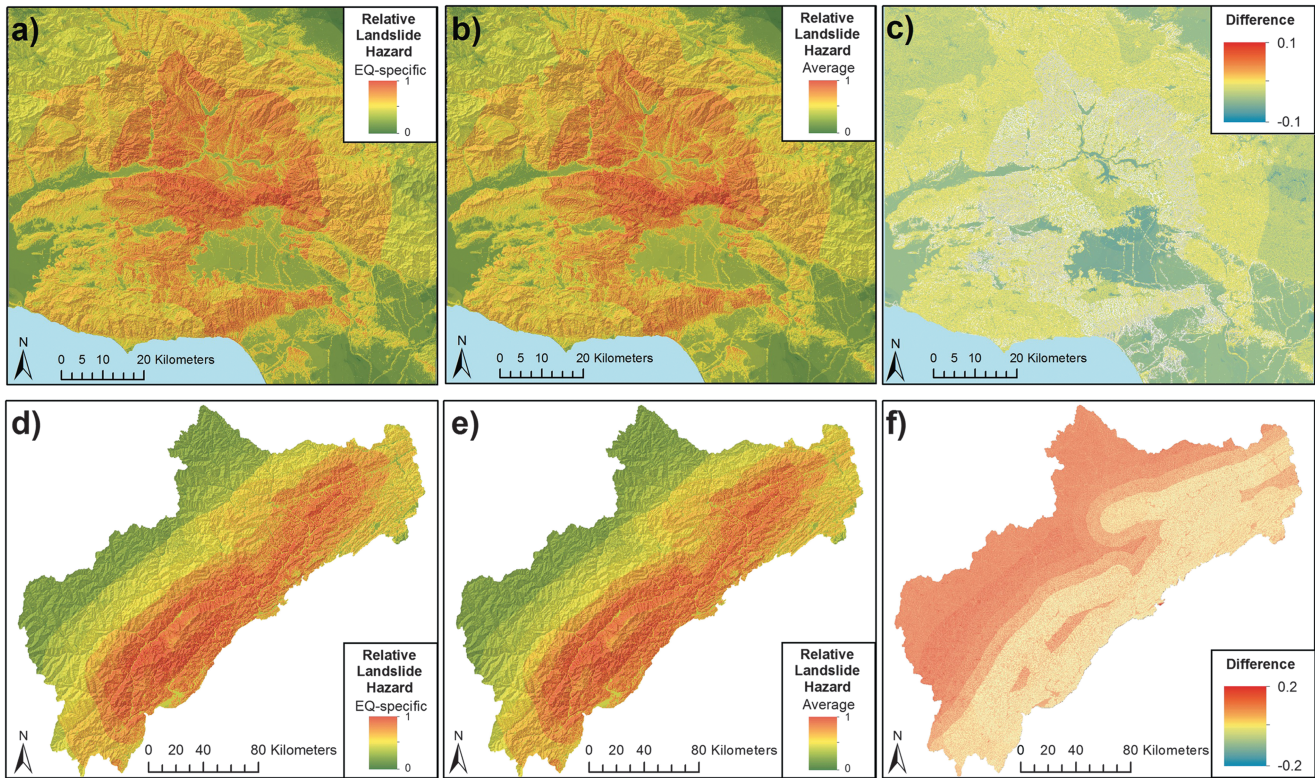 a)
Relative
Landslide
Hazard
EQ-specific
1
0
N
0 5 10 20 Kilometers
b)
Relative
Landslide
Hazard
Average
1
0
N
0 5 10 20 Kilometers
c)
Difference
0.1
-0.1
N
0 5 10 20 Kilometers
d)
Relative
Landslide
Hazard
EQ-specific
1
0
N
0 20 40 80 Kilometers
e)
Relative
Landslide
Hazard
Average
1
0
N
0 20 40 80 Kilometers
f)
Difference
0.2
-0.2
N
0 20 40 80 Kilometers